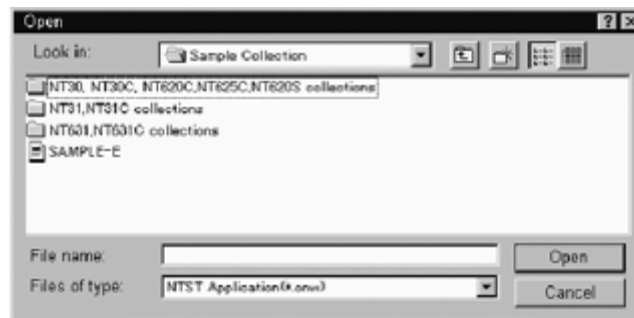 Open
Look in: Sample Collection
NT30, NT30C, NT620C,NT625C,NT620S collections
NT31,NT31C collections
NT631,NT631C collections
SAMPLE-E
File name: Open
Files of type: NTST Application(*.onw) Cancel